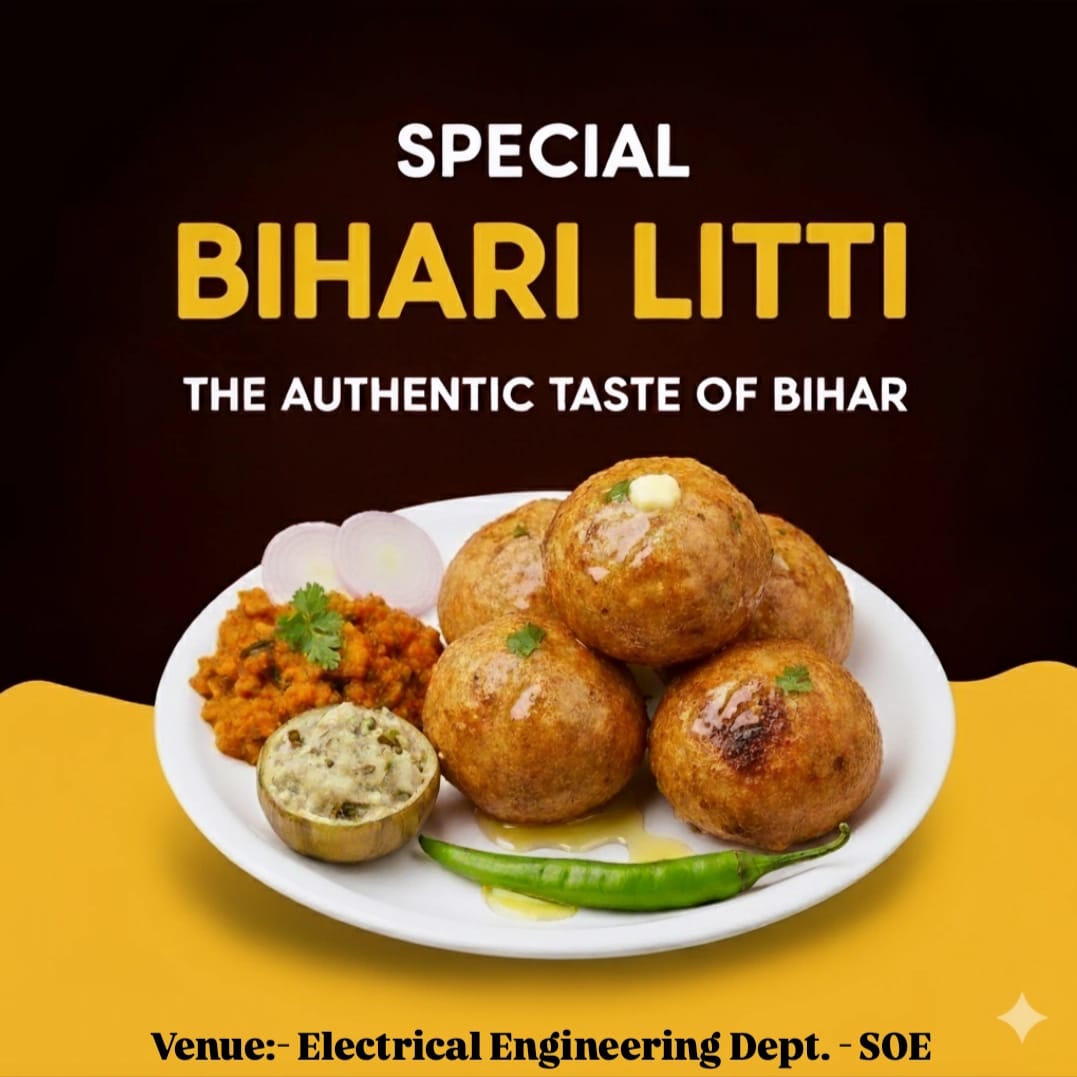 SPECIAL
BIHARI LITTI
THE AUTHENTIC TASTE OF BIHAR
Venue:- Electrical Engineering Dept. - SOE